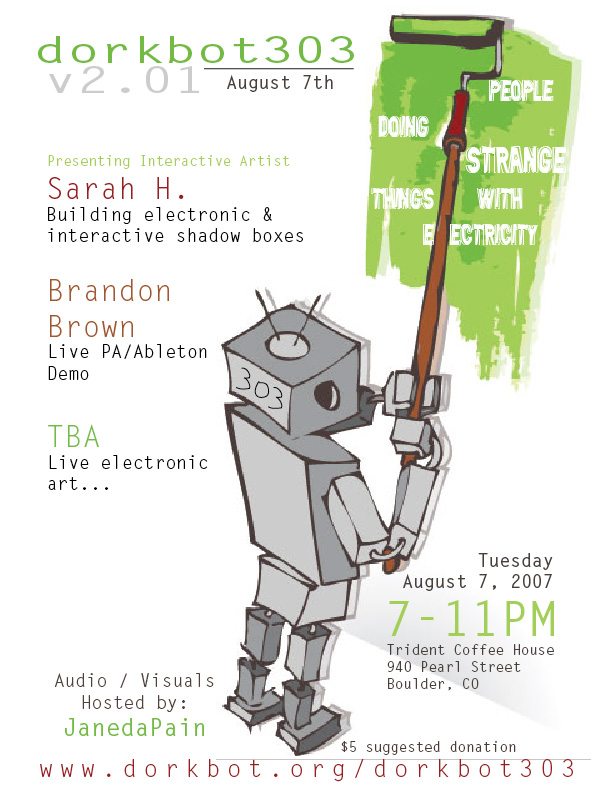 dorkbot303
v2.01
August 7th
PEOPLE
DOING
STRANGE
THINGS WITH
ELECTRICITY
Presenting Interactive Artist
Sarah H.
Building electronic &
interactive shadow boxes
Brandon
Brown
Live PA/Ableton
Demo
303
TBA
Live electronic
art...
Tuesday
August 7, 2007
7-11PM
Trident Coffee House
940 Pearl Street
Boulder, CO
Audio / Visuals
Hosted by:
JanedaPain
$5 suggested donation
www.dorkbot.org/dorkbot303